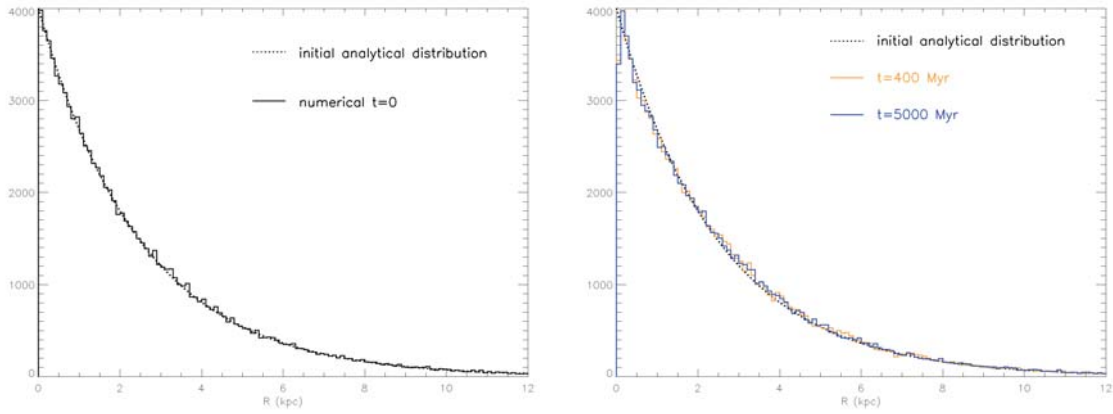 4000
initial analytical distribution
numerical t=0
3000
2000
1000
0
0 2 4 6 8 10 12
R (kpc)
4000
initial analytical distribution
t=400 Myr
t=5000 Myr
3000
2000
1000
0
0 2 4 6 8 10 12
R (kpc)